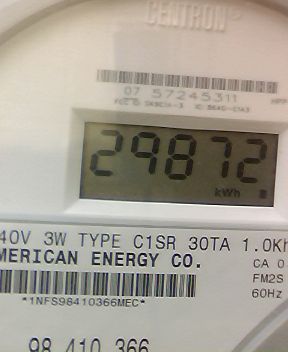 CENTRON®
07 57245311
29872
kWh
40V 3W TYPE C1SR 30TA 1.0Kh
MERICAN ENERGY CO.
CA 0
FM2S
60Hz
*1NFS98410366MEC*
98 410 366